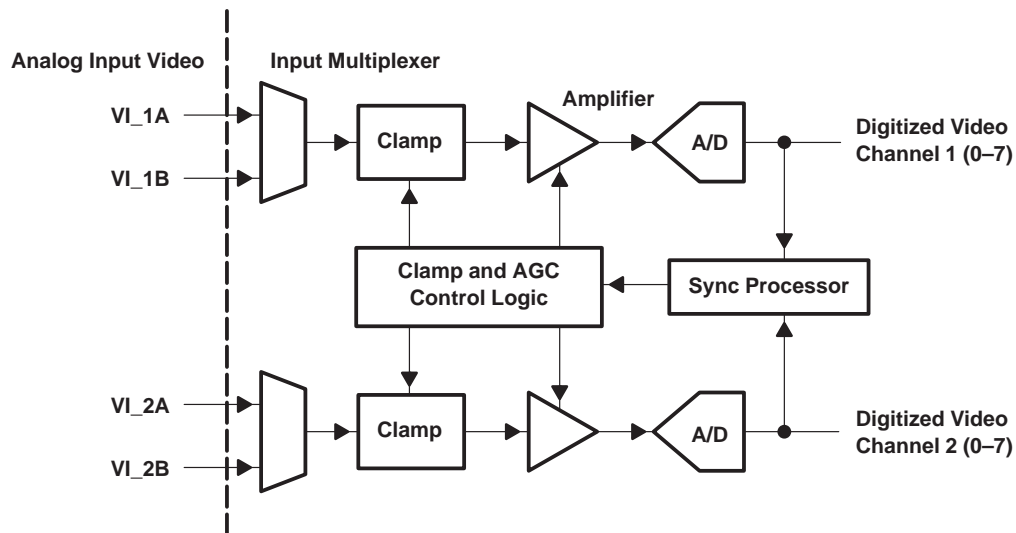 Analog Input Video
Input Multiplexer
VI_1A
VI_1B
Clamp
Amplifier
A/D
Digitized Video
Channel 1 (0–7)
Clamp and AGC
Control Logic
Sync Processor
VI_2A
VI_2B
Clamp
A/D
Digitized Video
Channel 2 (0–7)